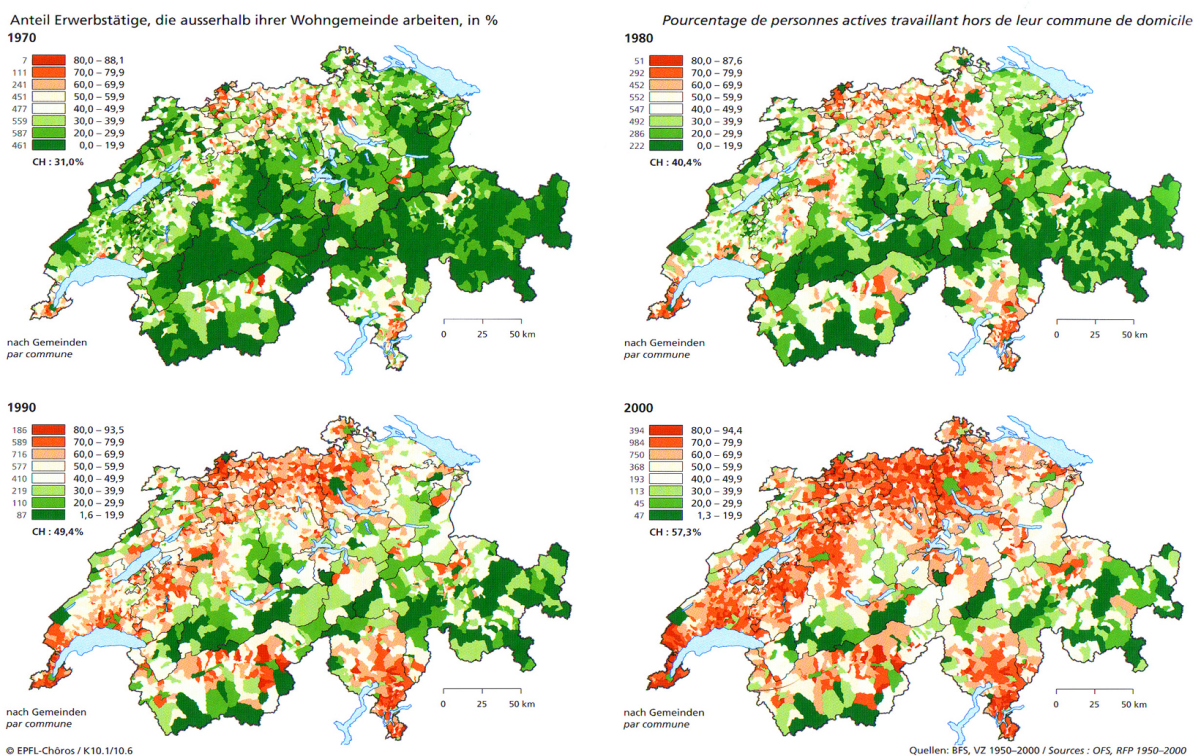 Anteil Erwerbstätige, die ausserhalb ihrer Wohngemeinde arbeiten, in %
Pourcentage de personnes actives travaillant hors de leur commune de domicile
1970
7 80,0 – 88,1
111 70,0 – 79,9
241 60,0 – 69,9
451 50,0 – 59,9
477 40,0 – 49,9
559 30,0 – 39,9
587 20,0 – 29,9
461 0,0 – 19,9
CH : 31,0%
nach Gemeinden
par commune
0 25 50 km
1980
51 80,0 – 87,6
292 70,0 – 79,9
452 60,0 – 69,9
552 50,0 – 59,9
547 40,0 – 49,9
492 30,0 – 39,9
286 20,0 – 29,9
222 0,0 – 19,9
CH : 40,4%
nach Gemeinden
par commune
0 25 50 km
1990
186 80,0 – 93,5
589 70,0 – 79,9
716 60,0 – 69,9
577 50,0 – 59,9
410 40,0 – 49,9
219 30,0 – 39,9
110 20,0 – 29,9
87 1,6 – 19,9
CH : 49,4%
nach Gemeinden
par commune
0 25 50 km
2000
394 80,0 – 94,4
984 70,0 – 79,9
750 60,0 – 69,9
368 50,0 – 59,9
193 40,0 – 49,9
113 30,0 – 39,9
45 20,0 – 29,9
47 1,3 – 19,9
CH : 57,3%
nach Gemeinden
par commune
0 25 50 km
© EPFL-Chôros / K10.1/10.6
Quellen: BFS, VZ 1950–2000 / Sources : OFS, RFP 1950–2000